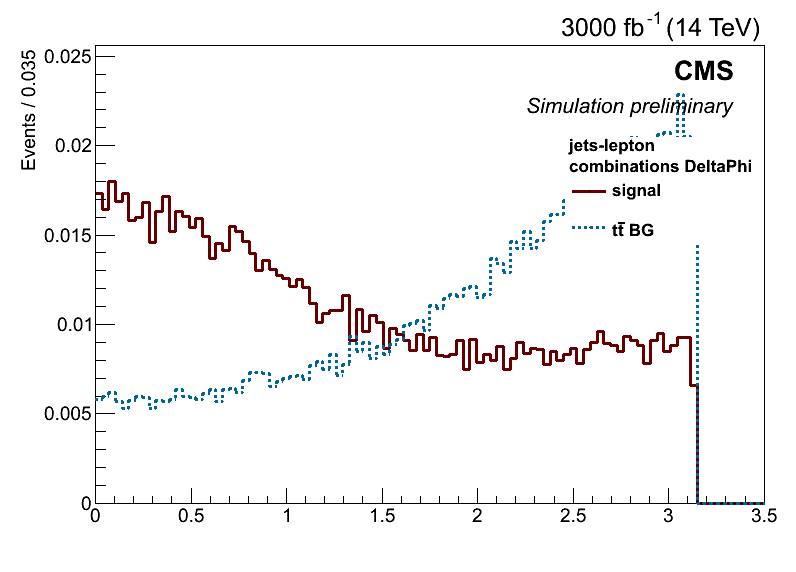 3000 fb⁻¹ (14 TeV)
CMS
Simulation preliminary
jets-lepton
combinations DeltaPhi
signal
tt̄ BG
Events / 0.035
0.025
0.02
0.015
0.01
0.005
0
0 0.5 1 1.5 2 2.5 3 3.5